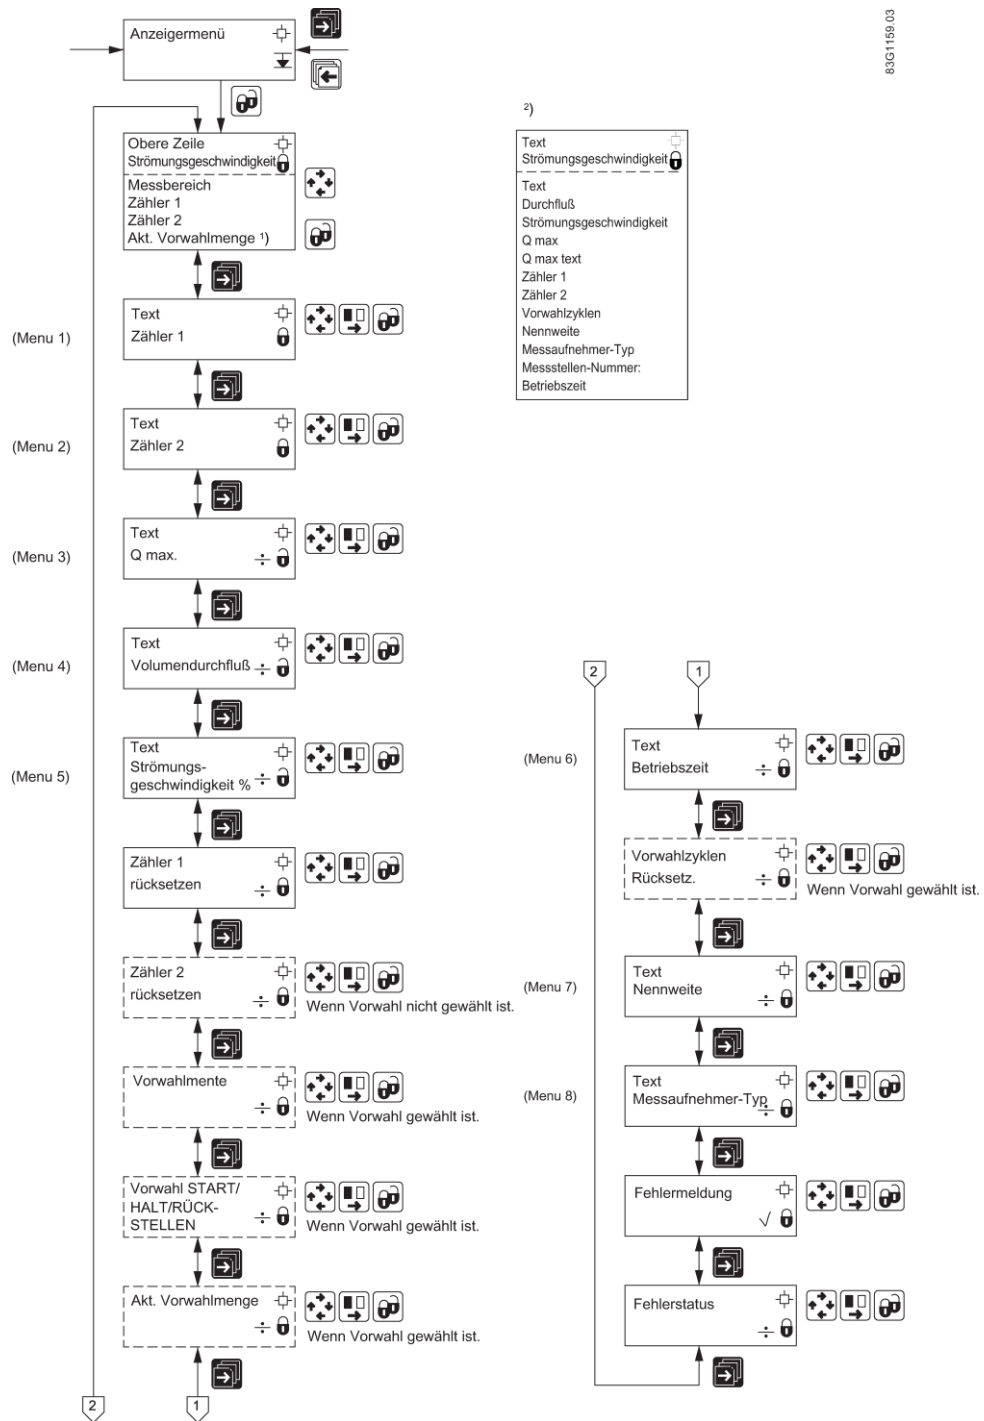 83G1159.03
Anzeigermenü
Obere Zeile
Strömungsgeschwindigkeit
Messbereich
Zähler 1
Zähler 2
Akt. Vorwahlmenge ¹)
(Menu 1)
Text
Zähler 1
(Menu 2)
Text
Zähler 2
(Menu 3)
Text
Q max.
(Menu 4)
Text
Volumendurchfluß
(Menu 5)
Text
Strömungs-
geschwindigkeit %
Zähler 1
rücksetzen
Zähler 2
rücksetzen
Wenn Vorwahl nicht gewählt ist.
Vorwahlmente
Wenn Vorwahl gewählt ist.
Vorwahl START/
HALT/RÜCK-
STELLEN
Wenn Vorwahl gewählt ist.
Akt. Vorwahlmenge
Wenn Vorwahl gewählt ist.
2
1
²)
Text
Strömungsgeschwindigkeit
Text
Durchfluß
Strömungsgeschwindigkeit
Q max
Q max text
Zähler 1
Zähler 2
Vorwahlzyklen
Nennweite
Messaufnehmer-Typ
Messstellen-Nummer:
Betriebszeit
2
1
(Menu 6)
Text
Betriebszeit
Vorwahlzyklen
Rücksetz.
Wenn Vorwahl gewählt ist.
(Menu 7)
Text
Nennweite
(Menu 8)
Text
Messaufnehmer-Typ
Fehlermeldung
Fehlerstatus